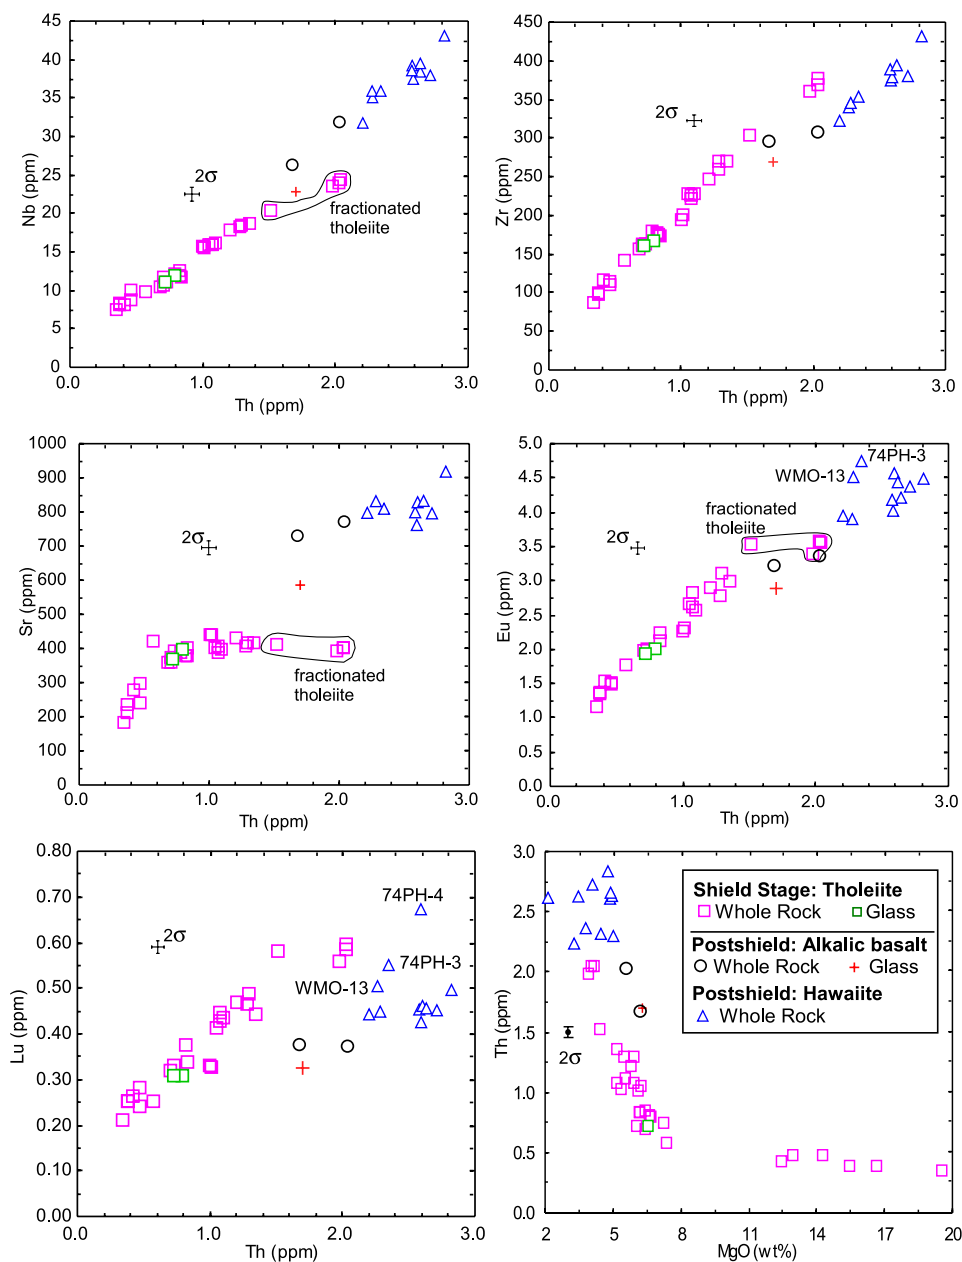 45
40
35
30
25
20
15
10
5
0
Nb (ppm)
2σ
fractionated
tholeiite
0.0 1.0 2.0 3.0
Th (ppm)
450
400
350
300
250
200
150
100
50
0
Zr (ppm)
2σ
0.0 1.0 2.0 3.0
Th (ppm)
1000
900
800
700
600
500
400
300
200
100
0
Sr (ppm)
2σ
fractionated
tholeiite
0.0 1.0 2.0 3.0
Th (ppm)
5.0
4.5
4.0
3.5
3.0
2.5
2.0
1.5
1.0
0.5
0.0
Eu (ppm)
74PH-3
WMO-13
fractionated
tholeiite
2σ
0.0 1.0 2.0 3.0
Th (ppm)
0.80
0.70
0.60
0.50
0.40
0.30
0.20
0.10
0.00
Lu (ppm)
74PH-4
2σ
74PH-3
WMO-13
0.0 1.0 2.0 3.0
Th (ppm)
3.0
2.5
2.0
1.5
1.0
0.5
0.0
Th (ppm)
Shield Stage: Tholeiite
Whole Rock Glass
Postshield: Alkalic basalt
Whole Rock Glass
Postshield: Hawaiite
Whole Rock
2σ
2 5 8 11 14 17 20
MgO (wt%)